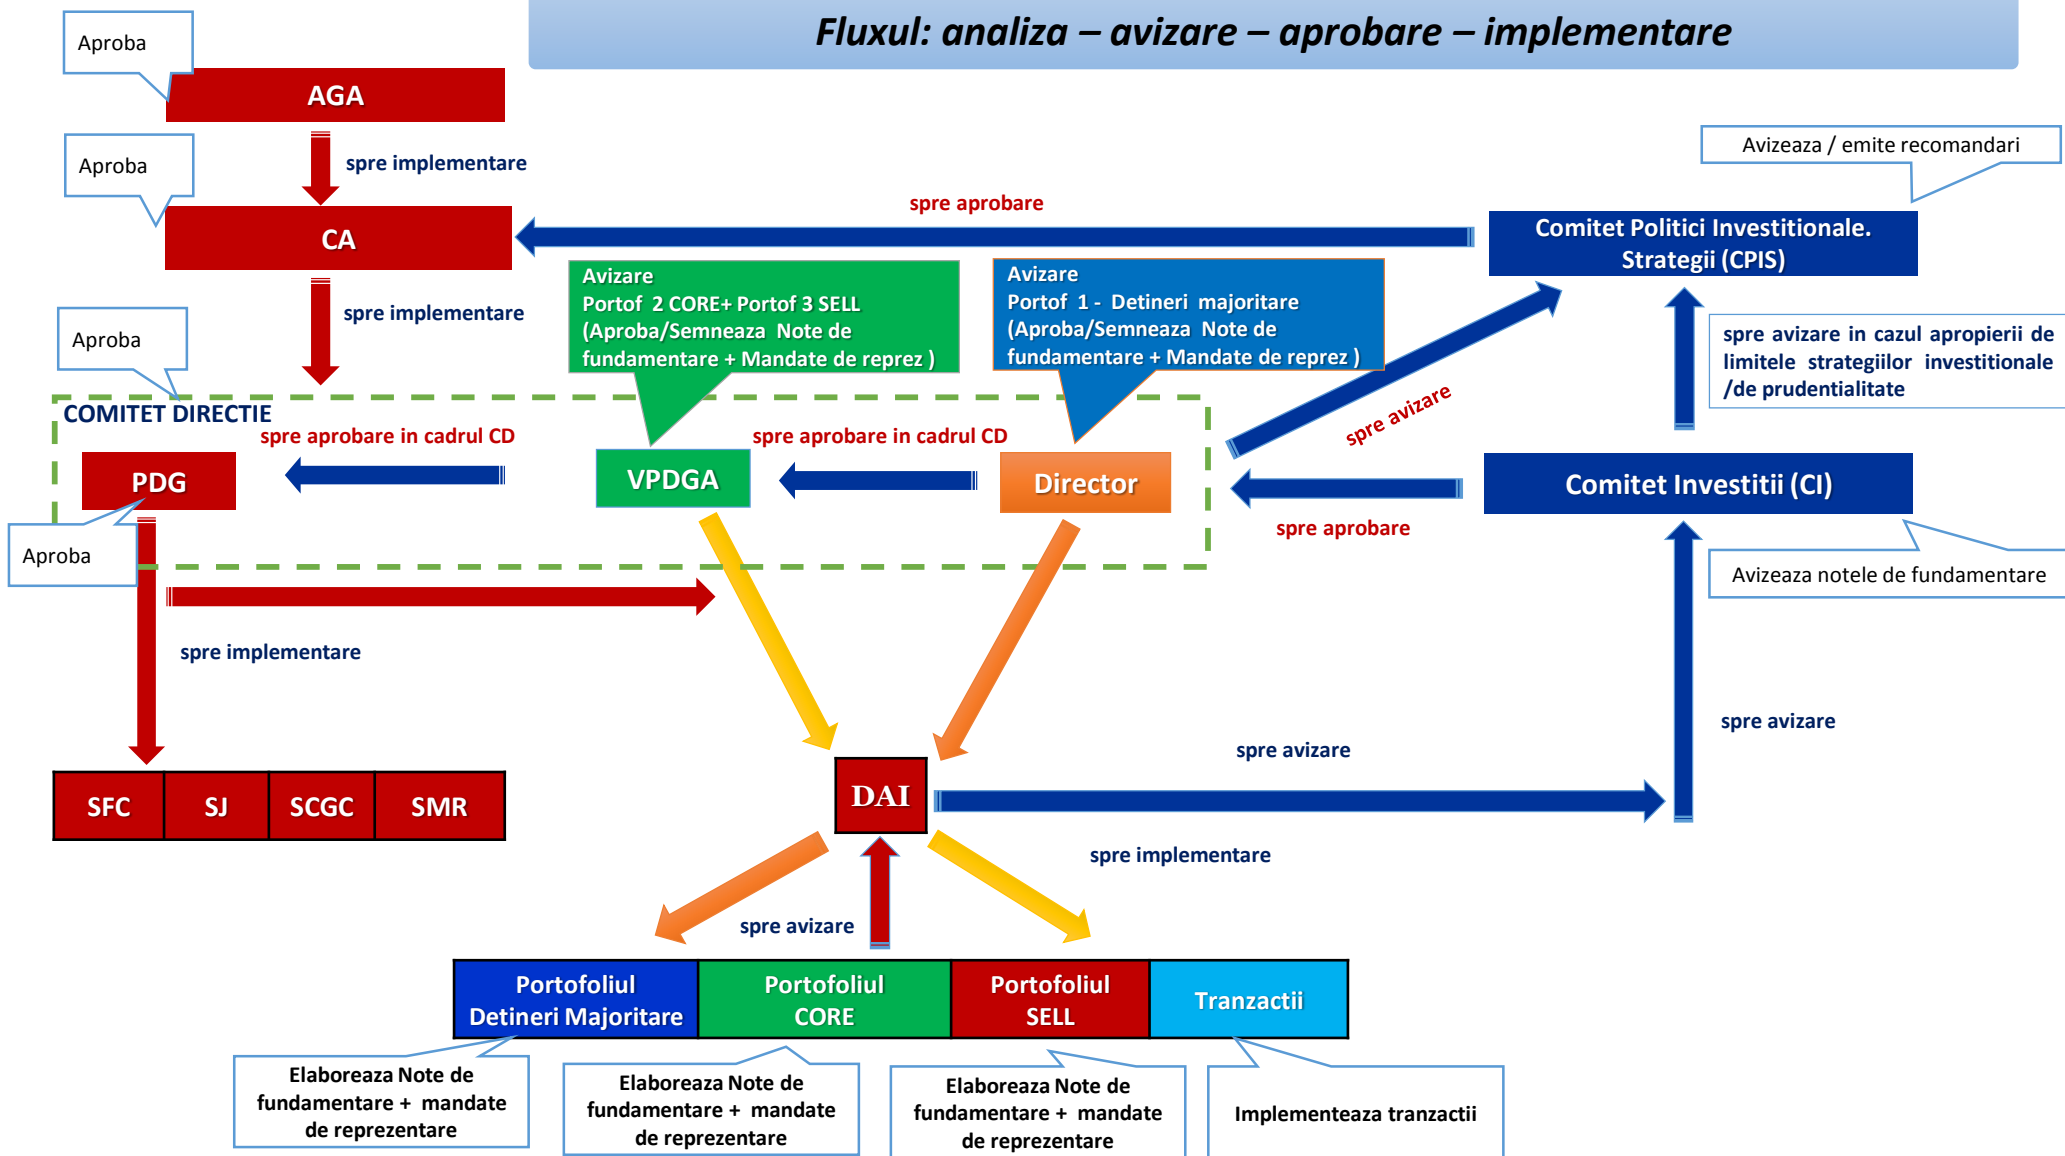 Fluxul: analiza – avizare – aprobare – implementare
Aproba
AGA
spre implementare
Aproba
CA
spre aprobare
Avizeaza / emite recomandari
Comitet Politici Investitionale.
Strategii (CPIS)
spre implementare
Avizare
Portof 2 CORE+ Portof 3 SELL
(Aproba/Semneaza Note de
fundamentare + Mandate de reprez )
Avizare
Portof 1 - Detineri majoritare
(Aproba/Semneaza Note de
fundamentare + Mandate de reprez )
spre avizare in cazul apropierii de
limitele strategiilor investitionale
/de prudentialitate
Aproba
COMITET DIRECTIE
spre aprobare in cadrul CD
spre aprobare in cadrul CD
spre avizare
PDG
VPDGA
Director
Comitet Investitii (CI)
spre aprobare
Aproba
Avizeaza notele de fundamentare
spre implementare
spre avizare
spre avizare
SFC
SJ
SCGC
SMR
DAI
spre implementare
spre avizare
Portofoliul
Detineri Majoritare
Portofoliul
CORE
Portofoliul
SELL
Tranzactii
Elaboreaza Note de
fundamentare + mandate
de reprezentare
Elaboreaza Note de
fundamentare + mandate
de reprezentare
Elaboreaza Note de
fundamentare + mandate
de reprezentare
Implementeaza tranzactii